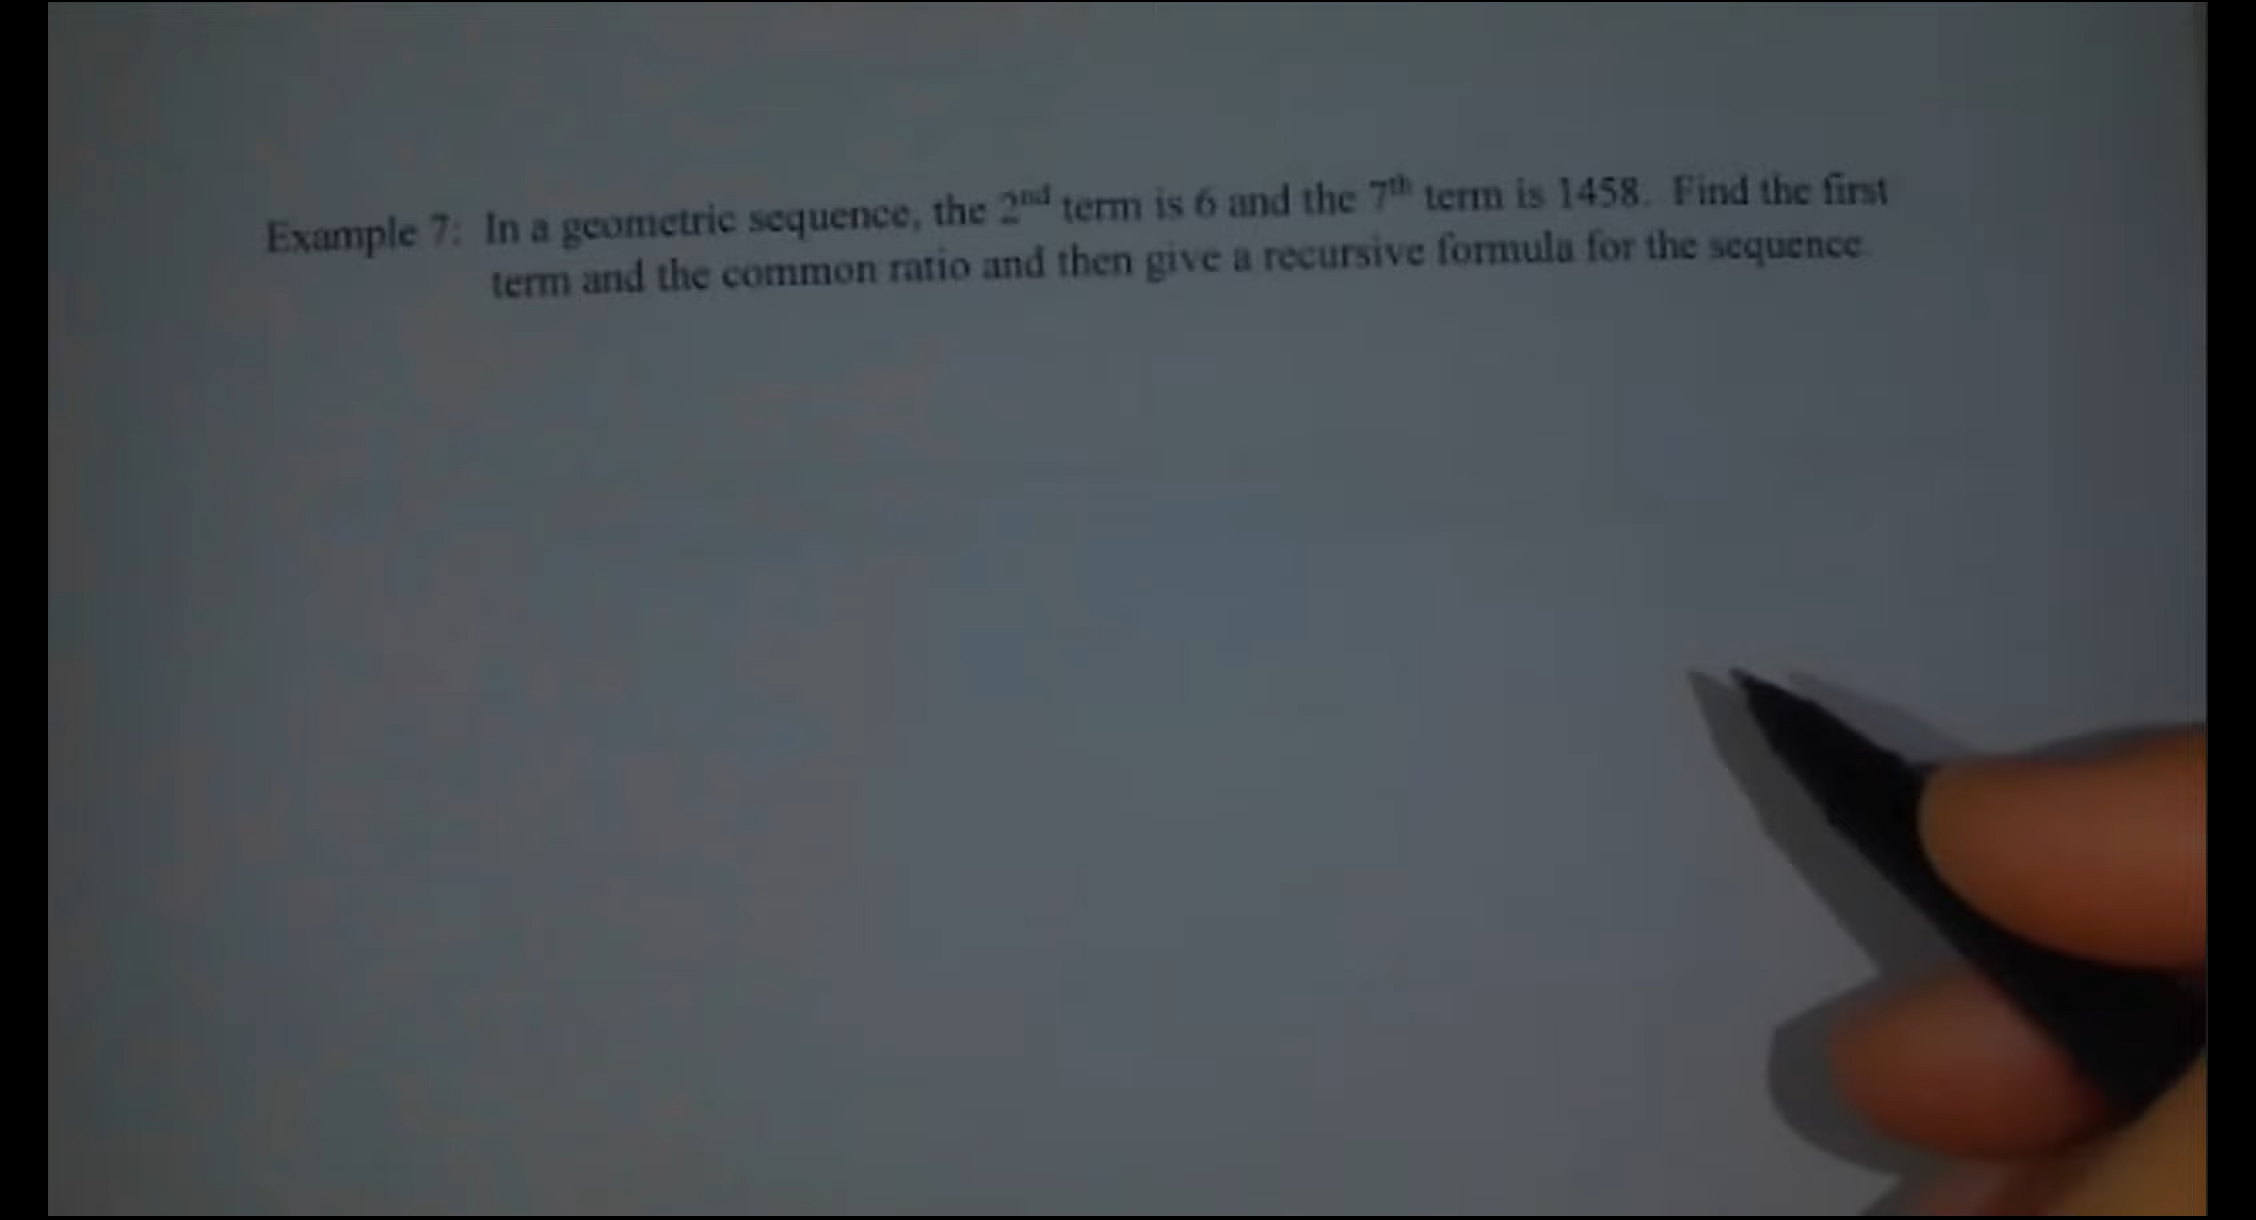 Example 7: In a geometric sequence, the 2nd term is 6 and the 7th term is 1458. Find the first
term and the common ratio and then give a recursive formula for the sequence.